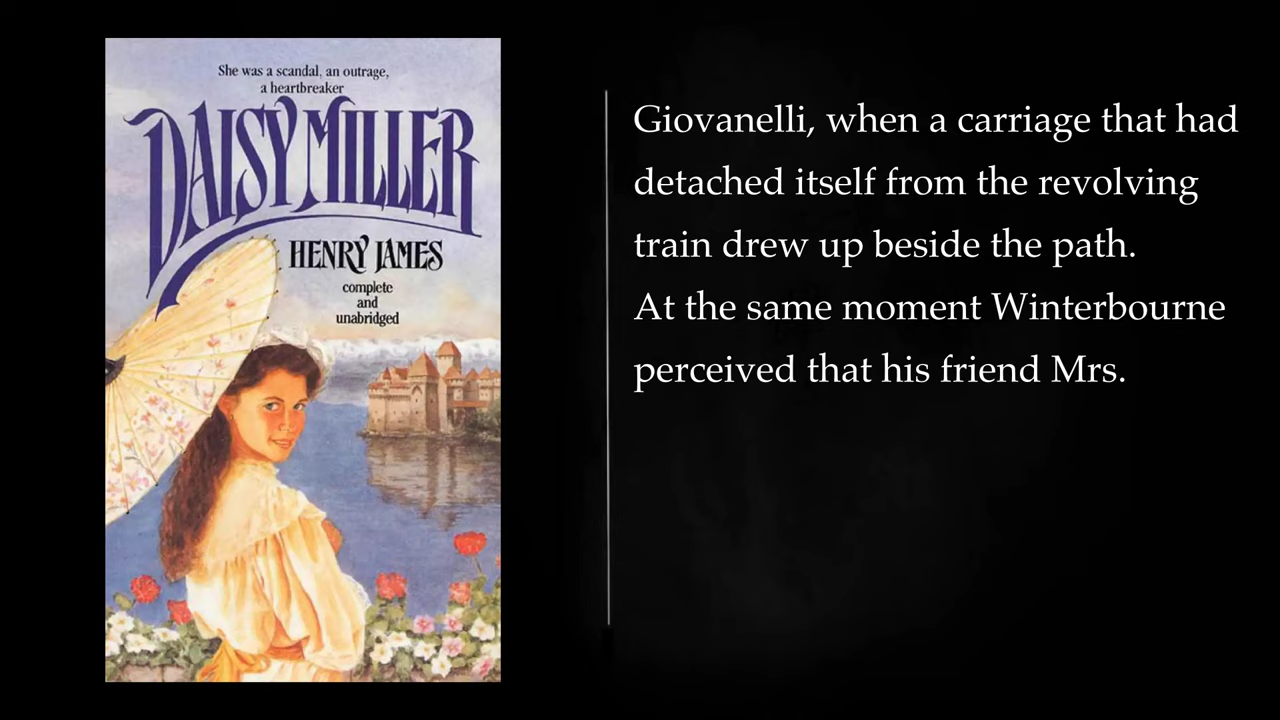 She was a scandal, an outrage,
a heartbreaker
DAISY MILLER
HENRY JAMES
complete
and
unabridged
Giovanelli, when a carriage that had
detached itself from the revolving
train drew up beside the path.
At the same moment Winterbourne
perceived that his friend Mrs.